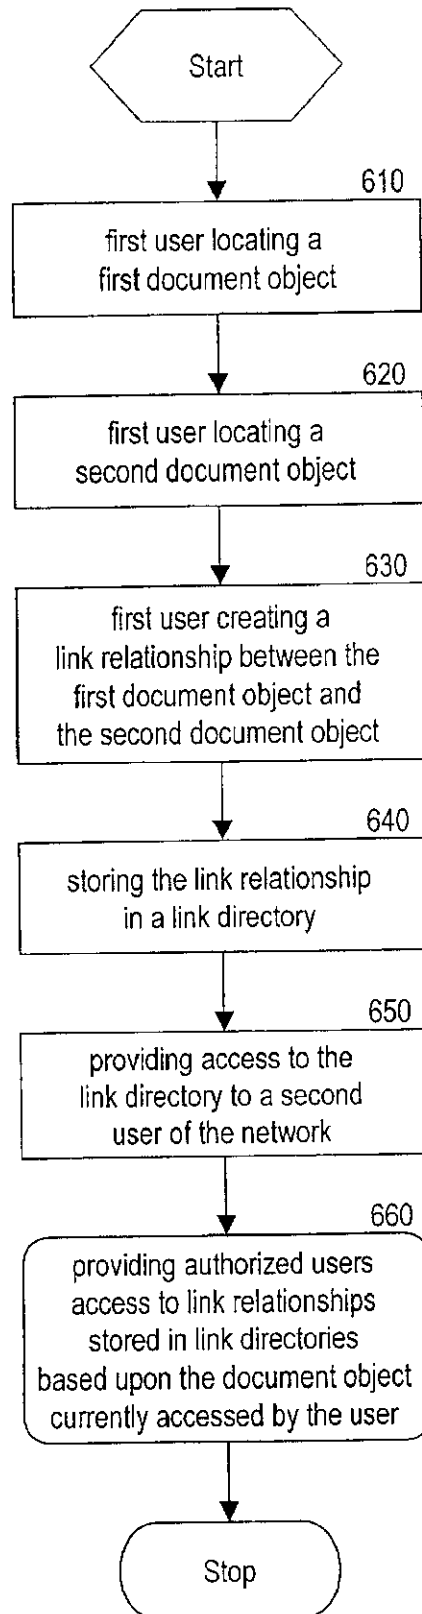 Start
610
first user locating a
first document object
620
first user locating a
second document object
630
first user creating a
link relationship between the
first document object and
the second document object
640
storing the link relationship
in a link directory
650
providing access to the
link directory to a second
user of the network
660
providing authorized users
access to link relationships
stored in link directories
based upon the document object
currently accessed by the user
Stop